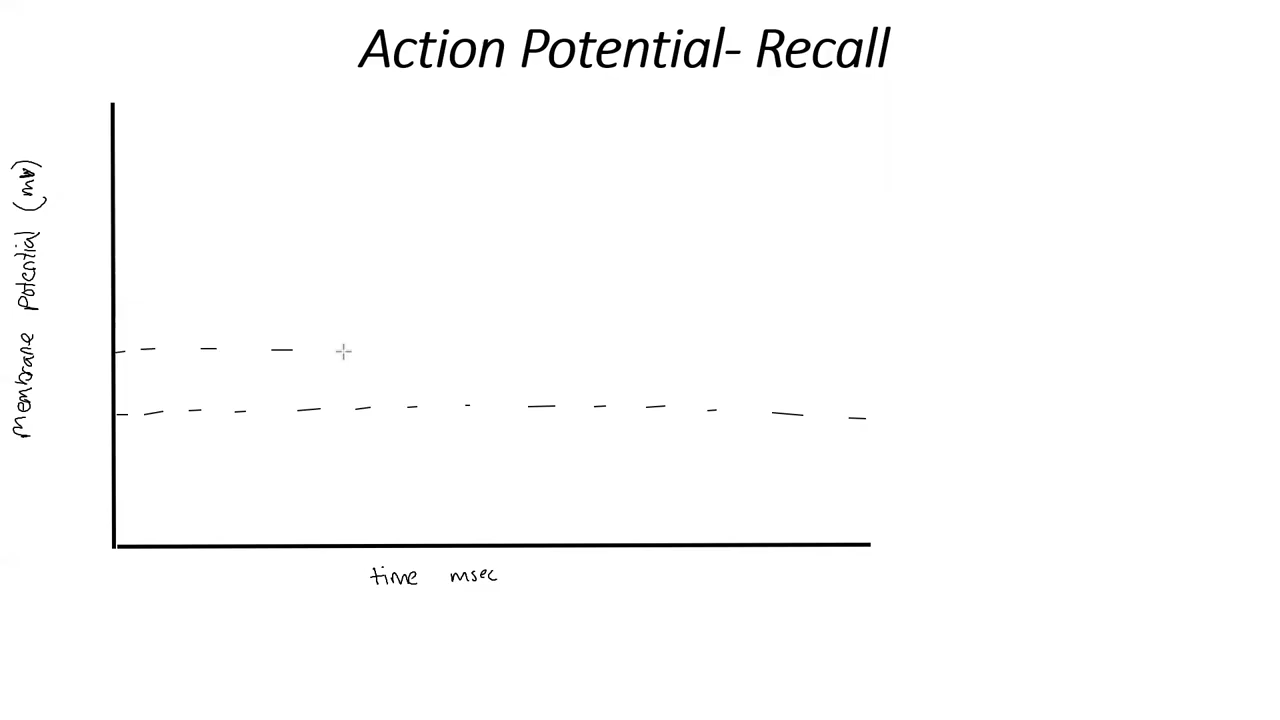 Action Potential- Recall
Membrane Potential (mv)
time msec